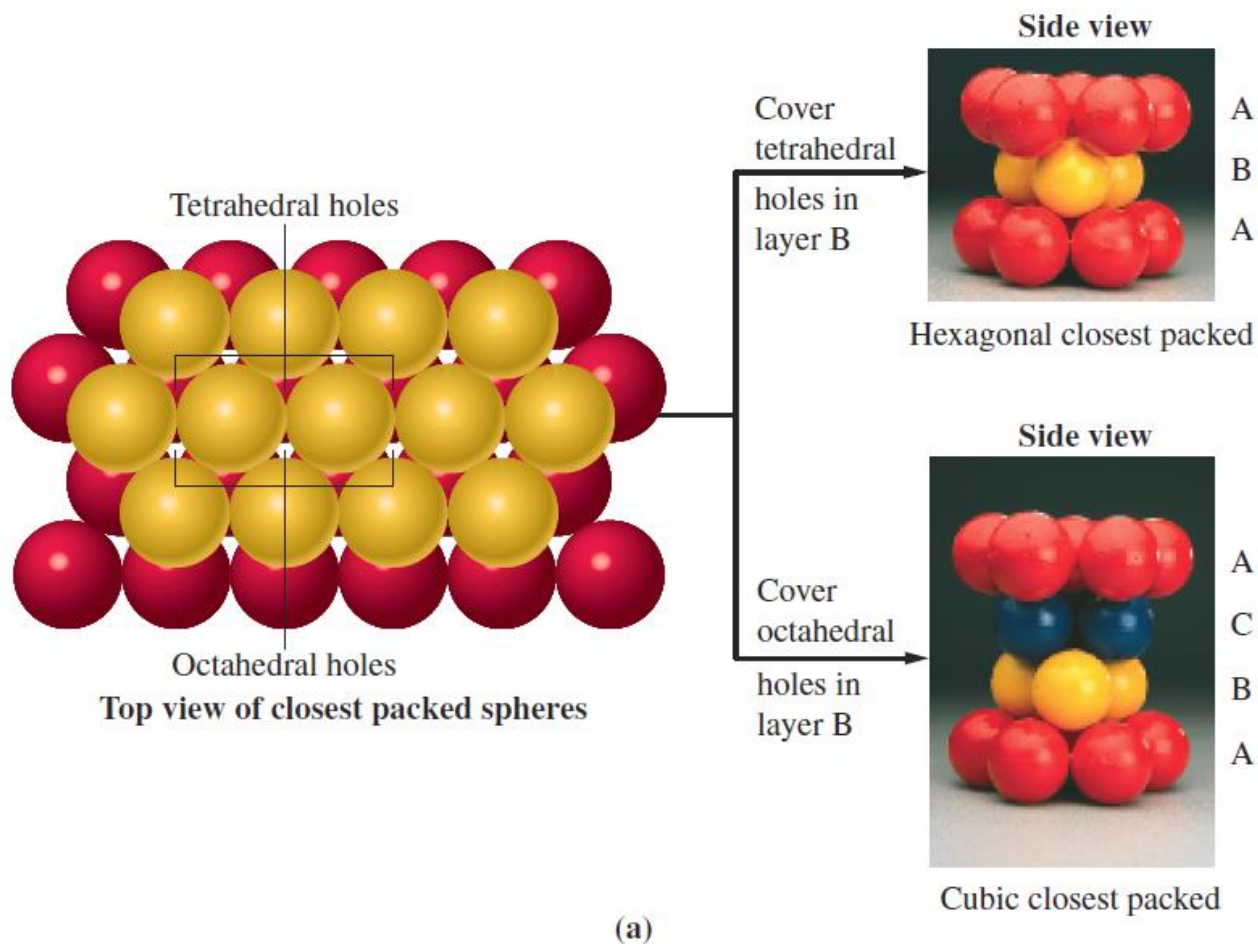 Tetrahedral holes
Octahedral holes
Top view of closest packed spheres
Cover
tetrahedral
holes in
layer B
Side view
A
B
A
Hexagonal closest packed
Cover
octahedral
holes in
layer B
Side view
A
C
B
A
Cubic closest packed
(a)